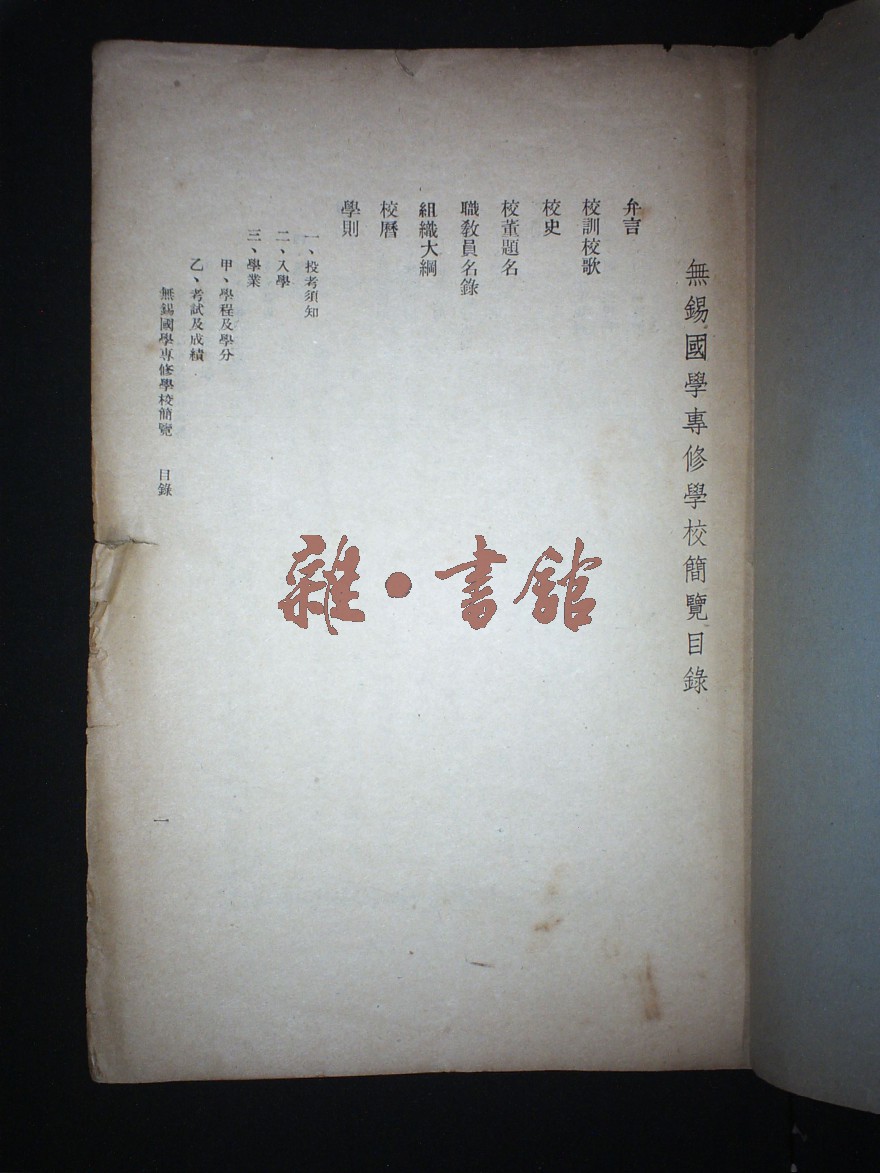 無錫國學專修學校簡覽目錄
弁言
校訓校歌
校史
校董題名
職教員名錄
組織大綱
校曆
學則
一、投考須知
二、入學
三、學業
甲、學程及學分
乙、考試及成績
無錫國學專修學校簡覽 目錄
一
雜·書館